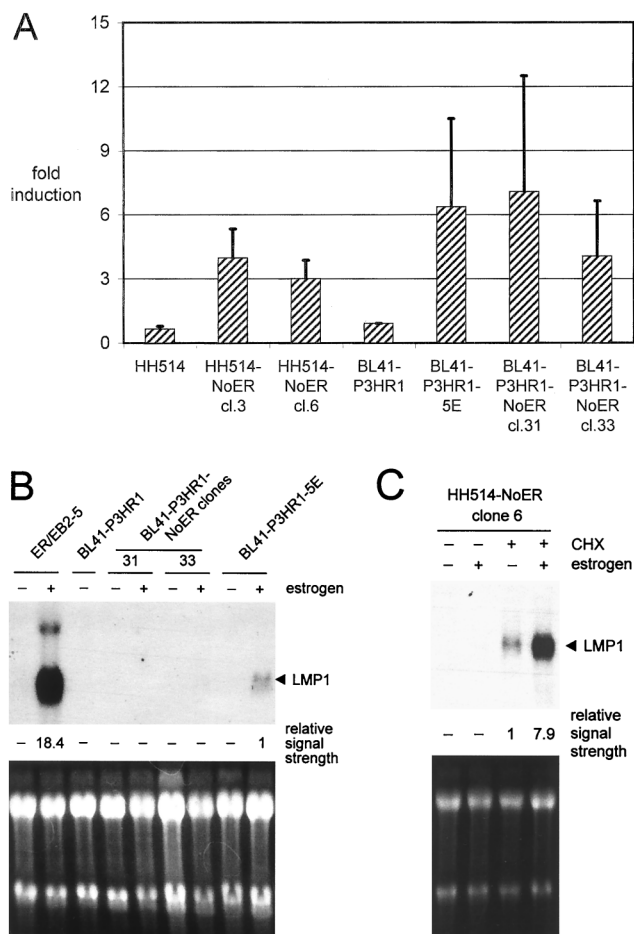 A
15
12
9
6
3
0
fold
induction
HH514
HH514-
NoER
cl.3
HH514-
NoER
cl.6
BL41-
P3HR1
BL41-
P3HR1-
5E
BL41-
P3HR1-
NoER
cl.31
BL41-
P3HR1-
NoER
cl.33
B
ER/EB2-5
BL41-P3HR1
BL41-P3HR1-
NoER clones
BL41-P3HR1-5E
31 33
– + – – + – + – + estrogen
LMP1
– 18.4 – – – – – – 1
relative
signal
strength
C
HH514-NoER
clone 6
– – + + CHX
– + – + estrogen
LMP1
– – 1 7.9
relative
signal
strength